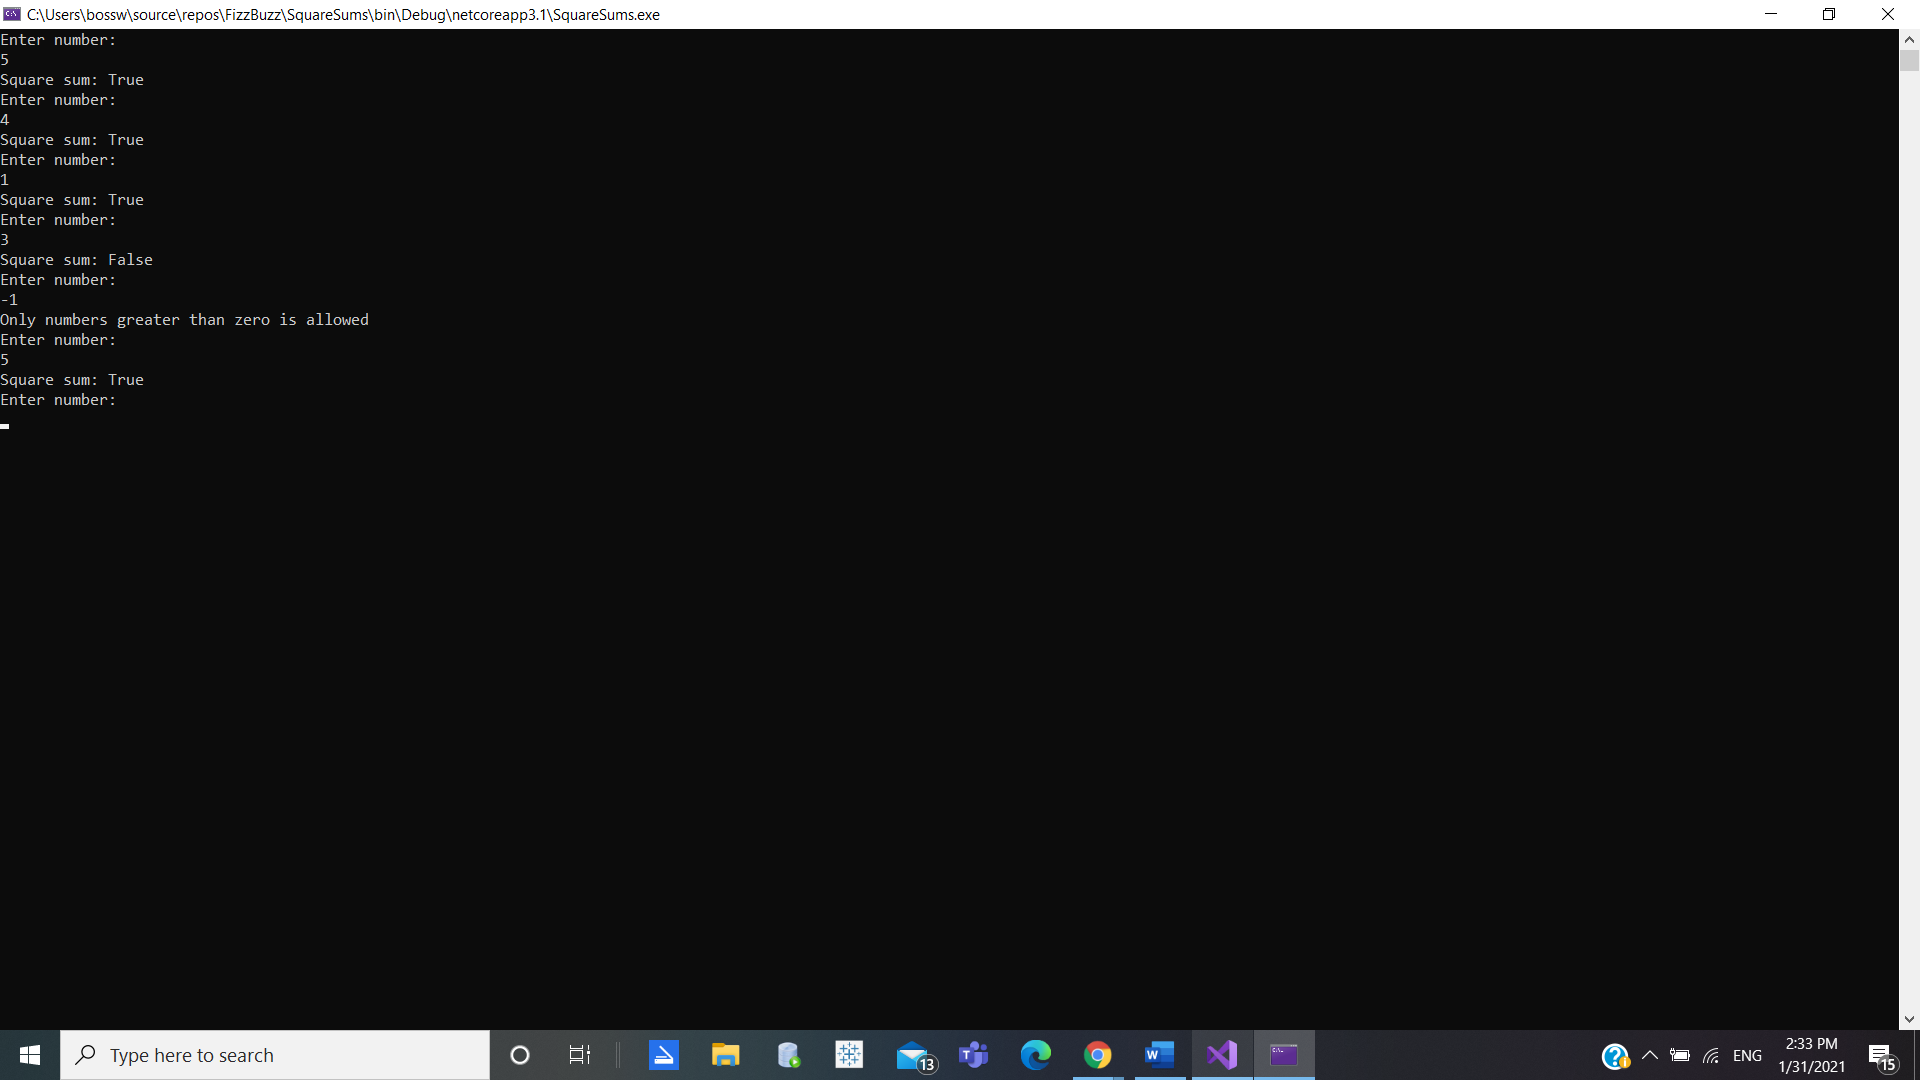 C:\Users\bossw\source\repos\FizzBuzz\SquareSums\bin\Debug\netcoreapp3.1\SquareSums.exe
Enter number:
5
Square sum: True
Enter number:
4
Square sum: True
Enter number:
1
Square sum: True
Enter number:
3
Square sum: False
Enter number:
-1
Only numbers greater than zero is allowed
Enter number:
5
Square sum: True
Enter number:
Type here to search
13
ENG
2:33 PM
1/31/2021
15